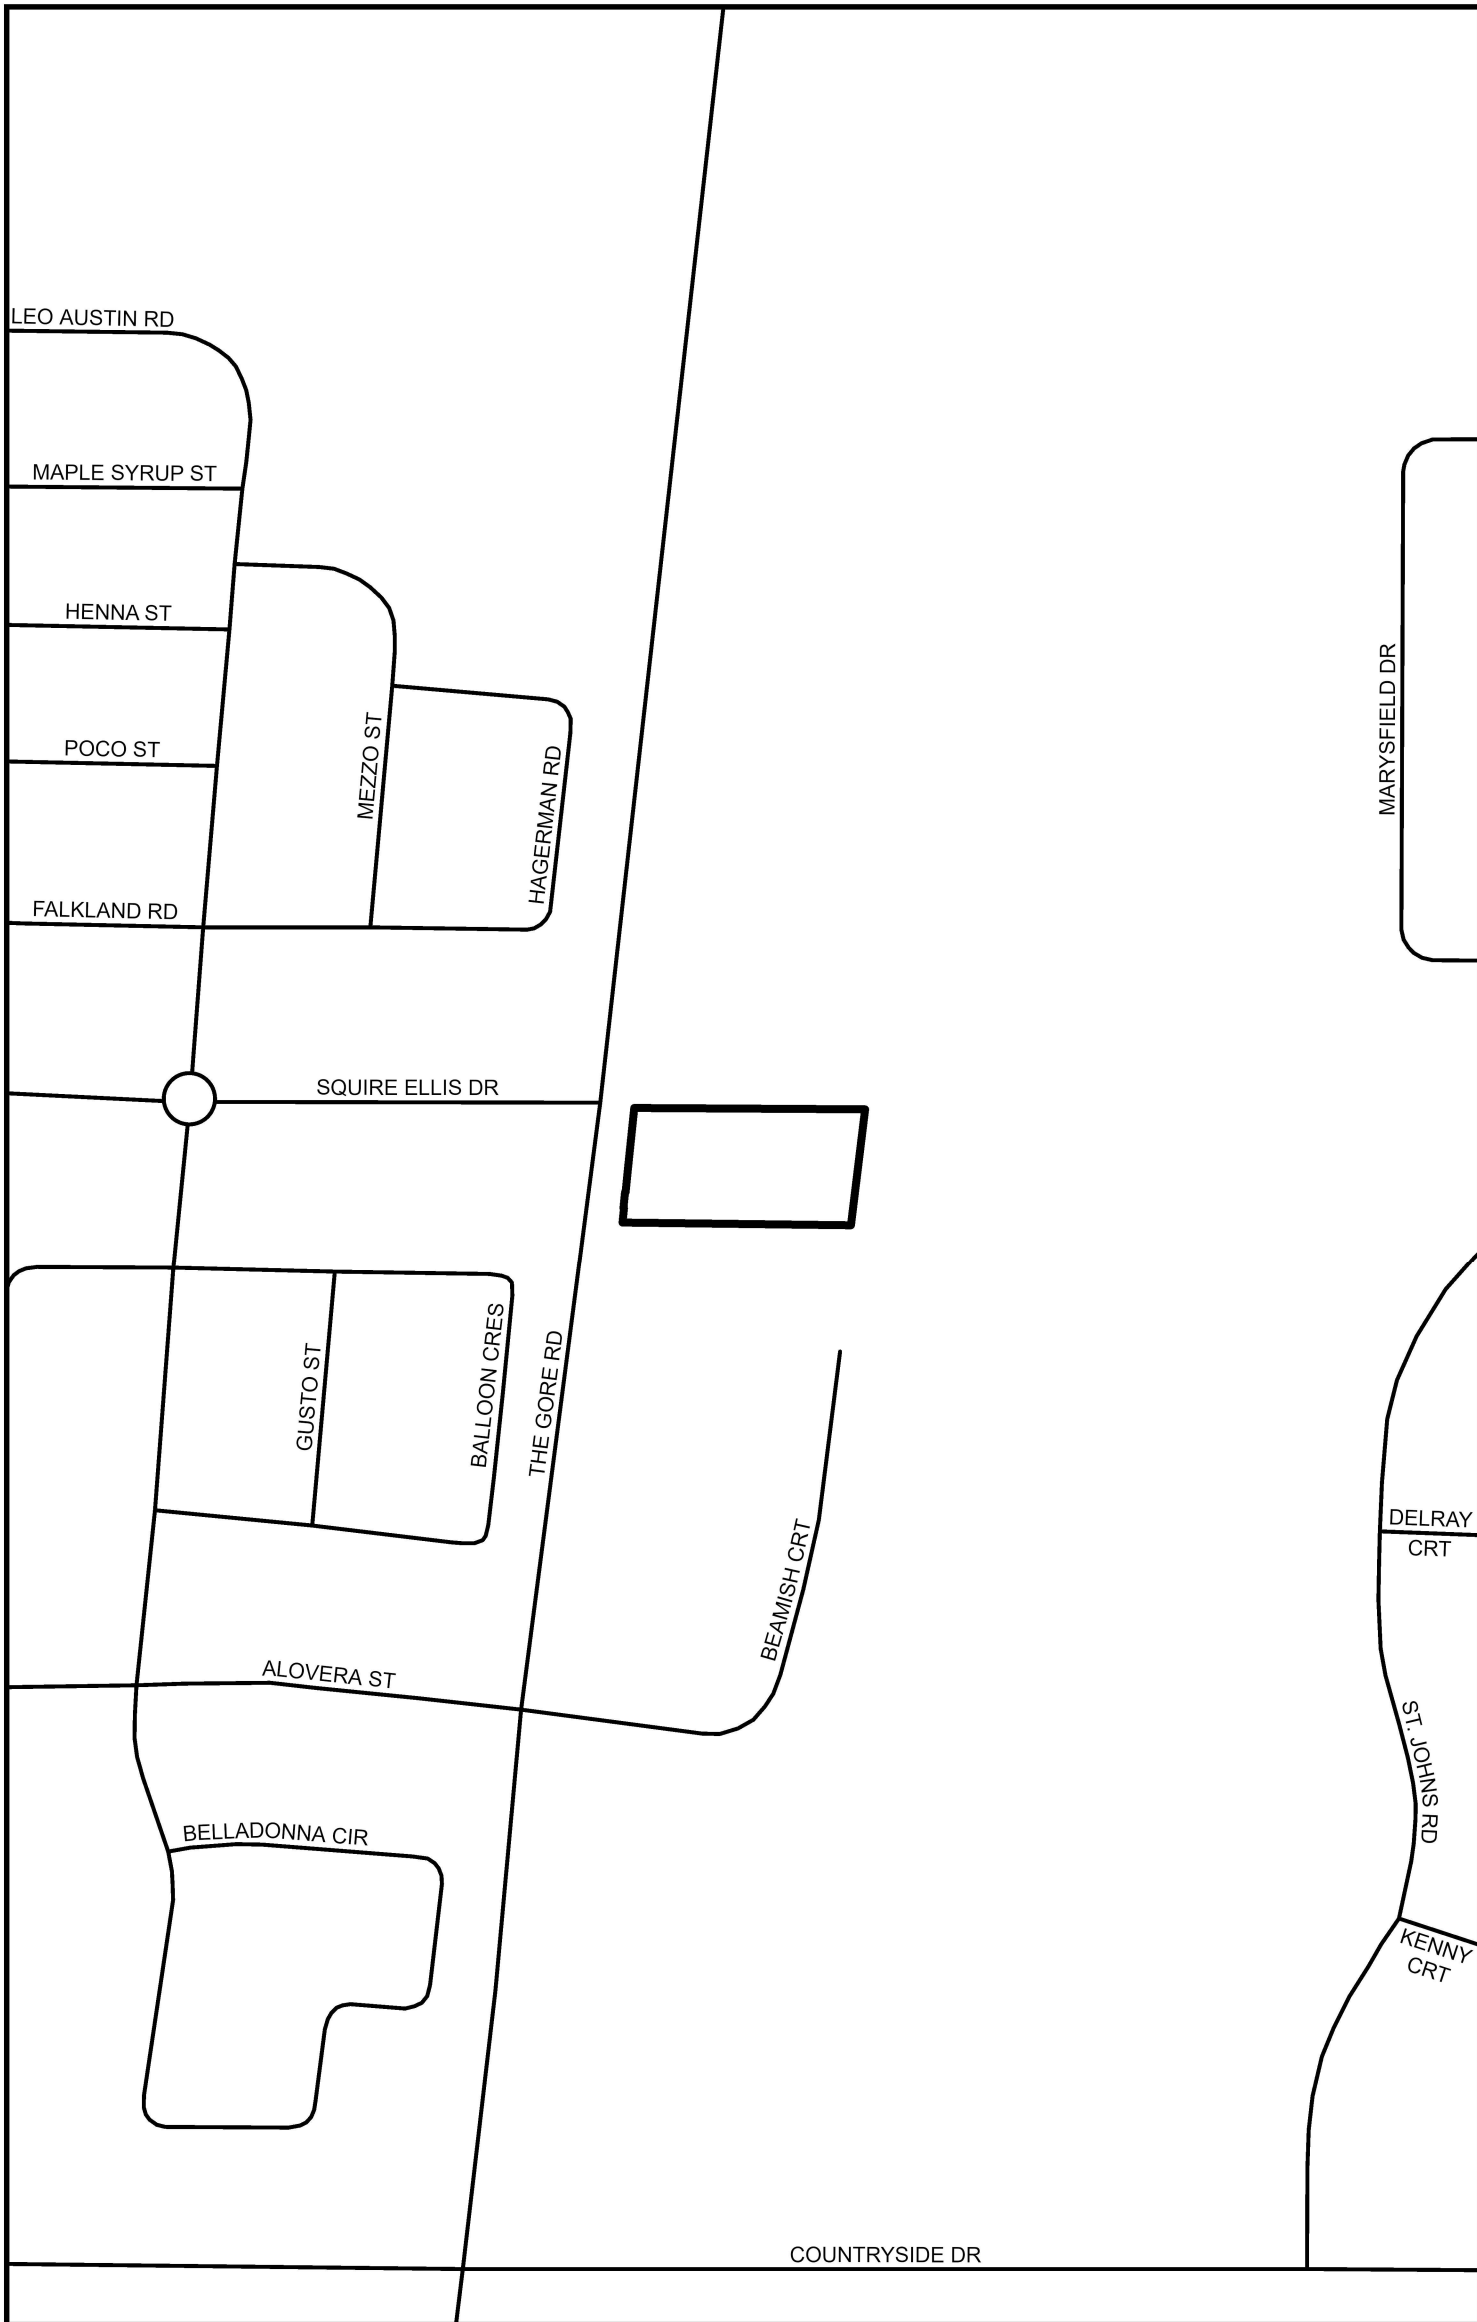 LEO AUSTIN RD
MAPLE SYRUP ST
HENNA ST
MARYSFIELD DR
MEZZO ST
POCO ST
HAGERMAN RD
FALKLAND RD
SQUIRE ELLIS DR
BALLOON CRES
THE GORE RD
GUSTO ST
DELRAY
CRT
BEAMISH CRT
ALOVERA ST
ST. JOHNS RD
BELLADONNA CIR
KENNY
CRT
COUNTRYSIDE DR